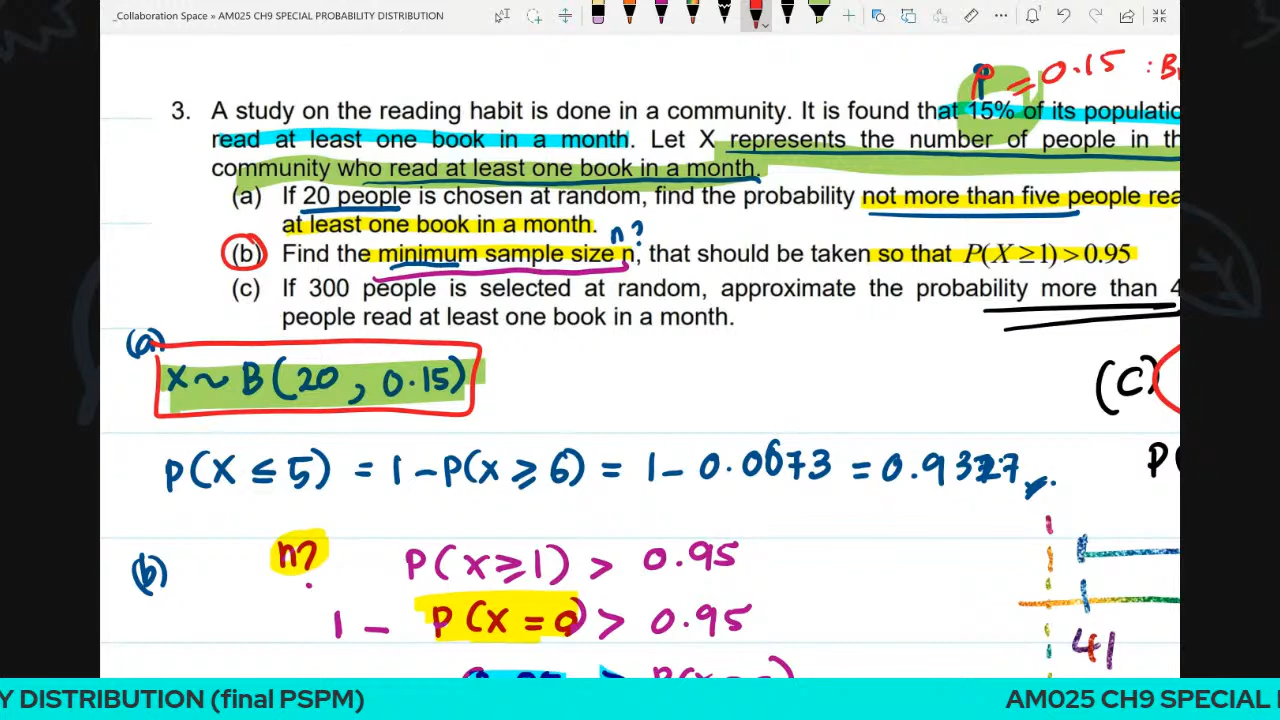 _Collaboration Space » AM025 CH9 SPECIAL PROBABILITY DISTRIBUTION
P = 0.15 :
3. A study on the reading habit is done in a community. It is found that 15% of its populatio
read at least one book in a month. Let X represents the number of people in th
community who read at least one book in a month.
(a) If 20 people is chosen at random, find the probability not more than five people rea
at least one book in a month.
n?
(b) Find the minimum sample size n, that should be taken so that P(X ≥ 1) > 0.95
(c) If 300 people is selected at random, approximate the probability more than 4
people read at least one book in a month.
(a)
X ~ B(20, 0.15)
(C)
P(X ≤ 5) = 1 - P(X ≥ 6) = 1 - 0.0673 = 0.9327
P(
(b) n? P(X ≥ 1) > 0.95
1 - P(X = 0) > 0.95
41
Y DISTRIBUTION (final PSPM) AM025 CH9 SPECIAL